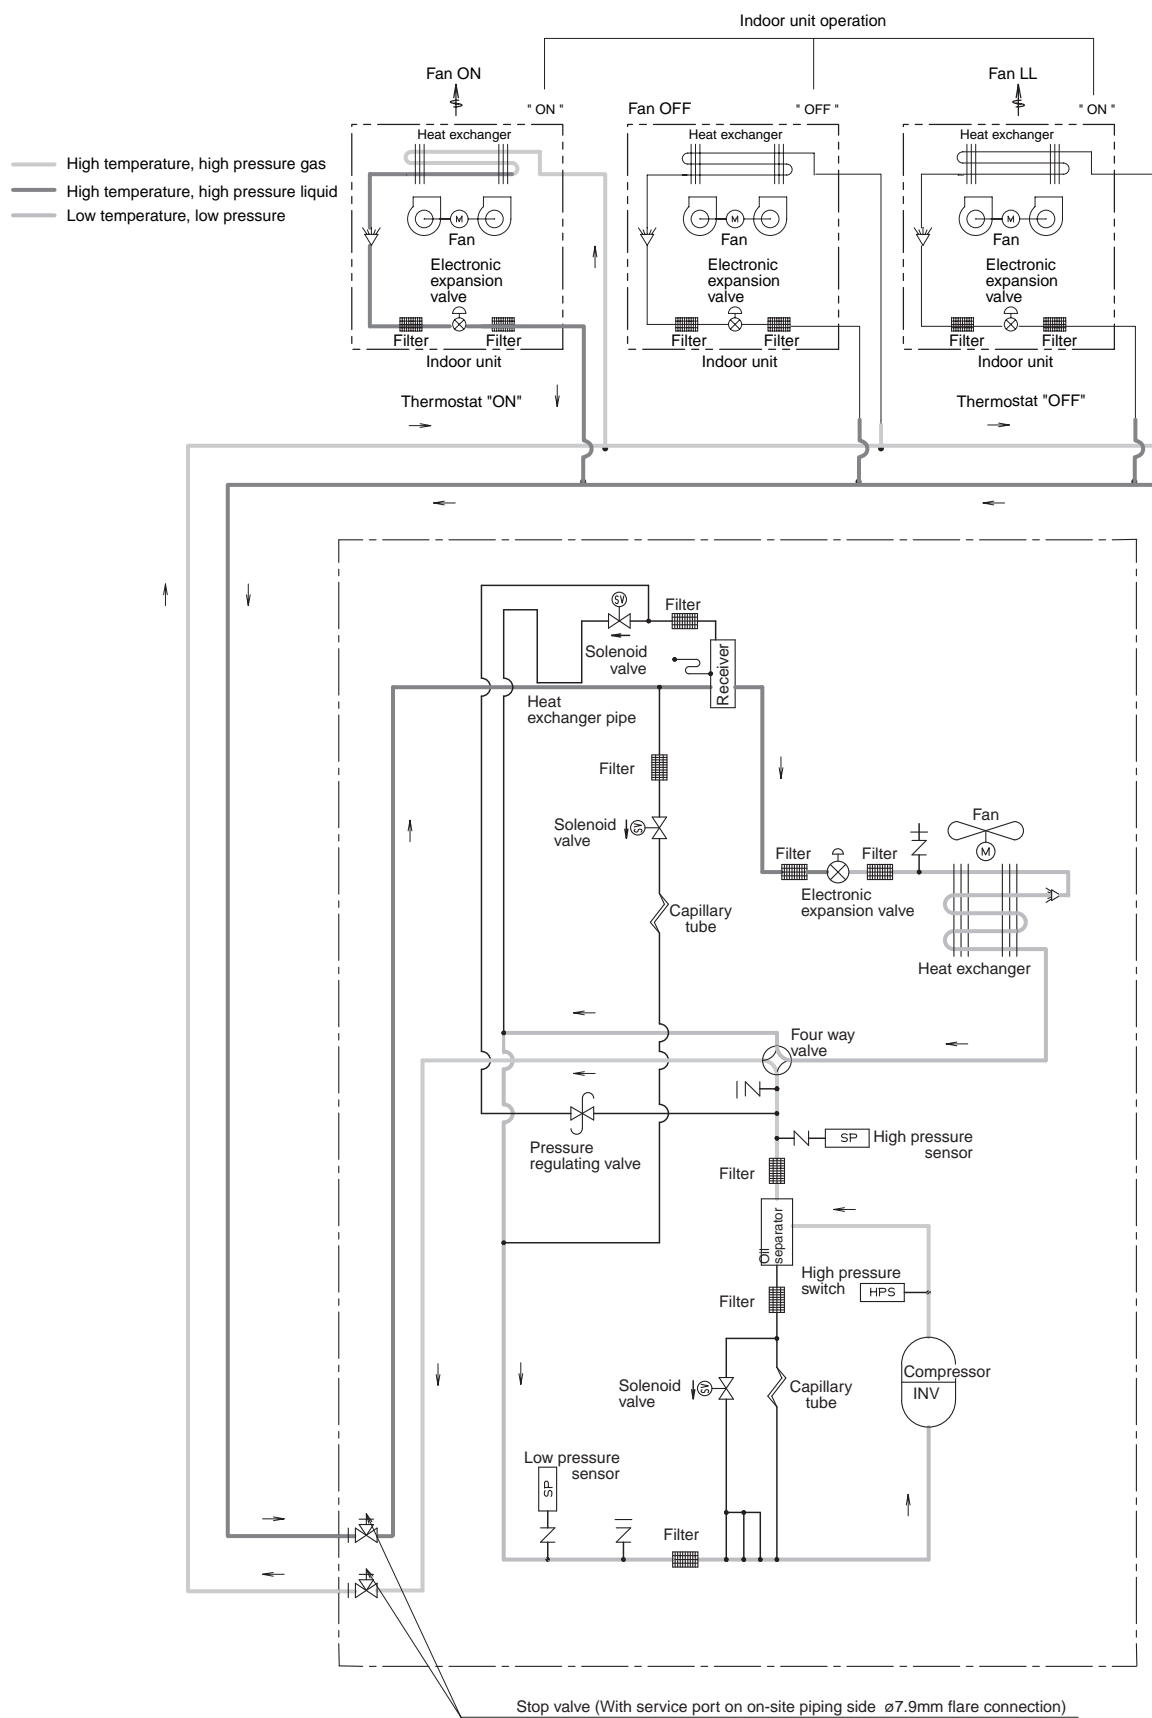 Indoor unit operation
Fan ON
" ON "
Fan OFF
" OFF "
Fan LL
" ON "
High temperature, high pressure gas
High temperature, high pressure liquid
Low temperature, low pressure
Heat exchanger
M
Fan
Electronic
expansion
valve
Filter
Filter
Indoor unit
Thermostat "ON"
Heat exchanger
M
Fan
Electronic
expansion
valve
Filter
Filter
Indoor unit
Heat exchanger
M
Fan
Electronic
expansion
valve
Filter
Filter
Indoor unit
Thermostat "OFF"
SV
Filter
Solenoid
valve
Receiver
Heat
exchanger pipe
Filter
Solenoid
valve
SV
Capillary
tube
Fan
M
Filter
Filter
Electronic
expansion valve
Heat exchanger
Four way
valve
Pressure
regulating valve
SP
High pressure
sensor
Filter
Oil
separator
High pressure
switch
HPS
Filter
Compressor
INV
Solenoid
valve
SV
Capillary
tube
Low pressure
sensor
SP
Filter
Stop valve (With service port on on-site piping side ø7.9mm flare connection)